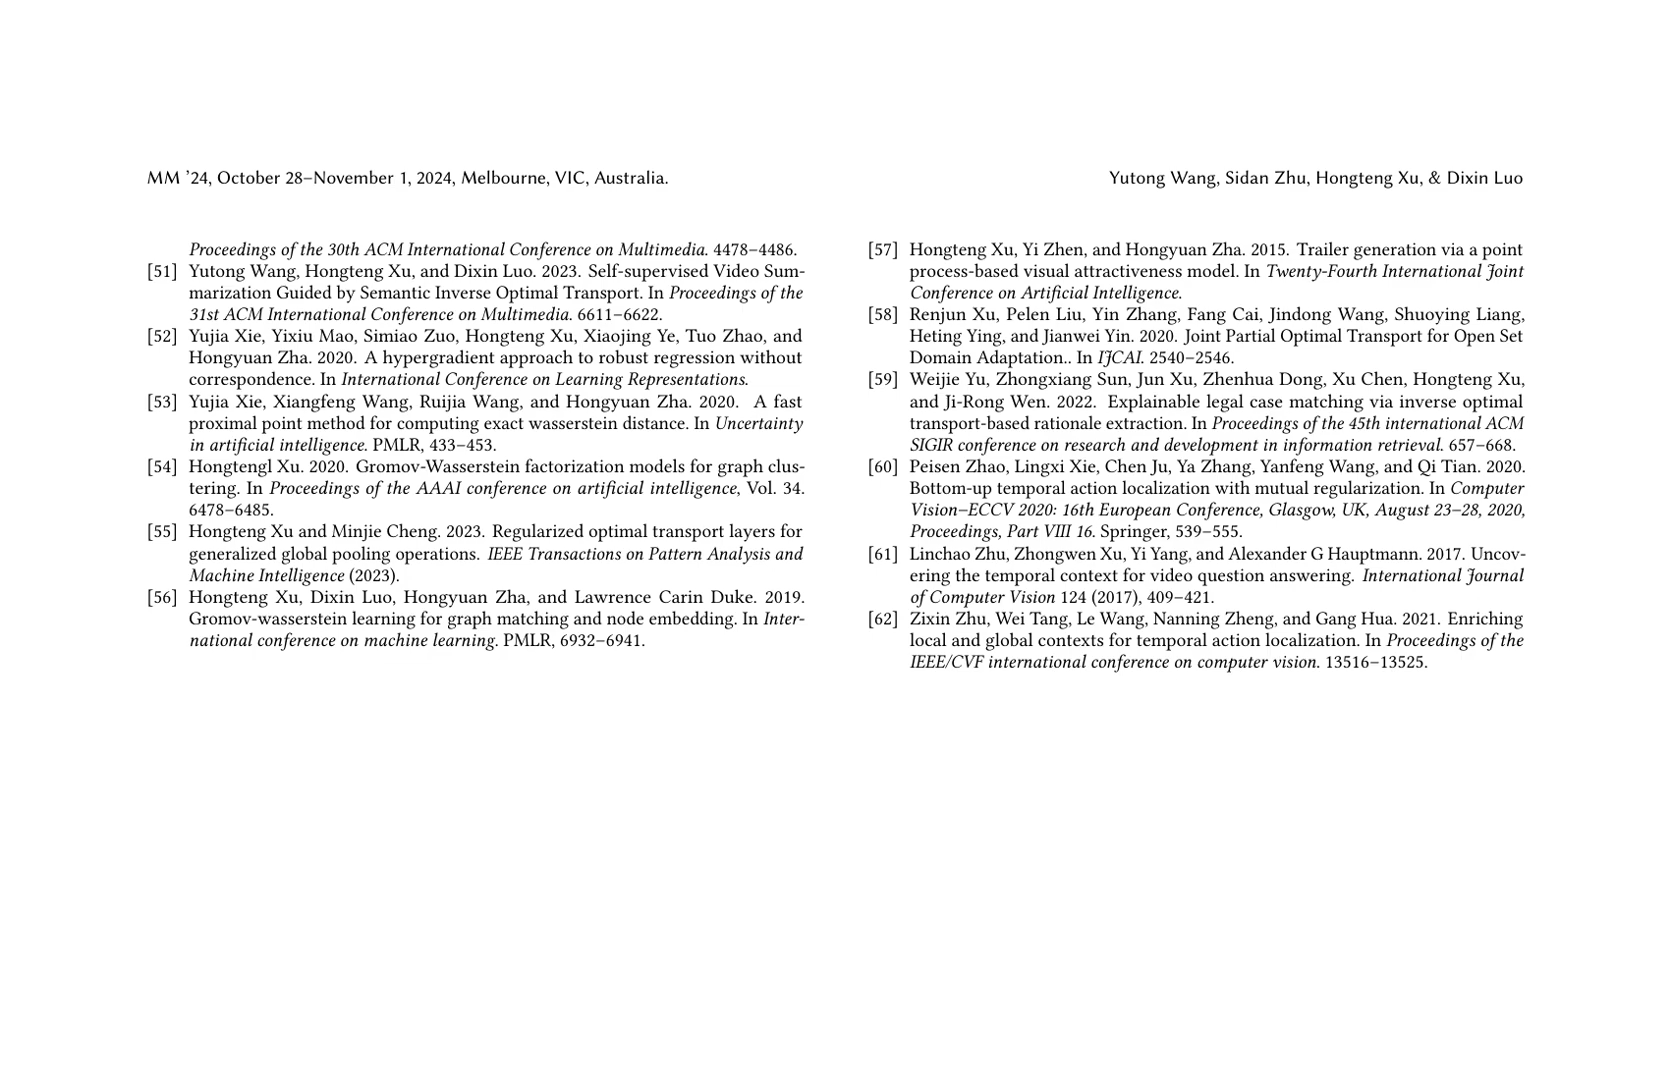 MM ’24, October 28–November 1, 2024, Melbourne, VIC, Australia.
Yutong Wang, Sidan Zhu, Hongteng Xu, & Dixin Luo
Proceedings of the 30th ACM International Conference on Multimedia. 4478–4486.
[51] Yutong Wang, Hongteng Xu, and Dixin Luo. 2023. Self-supervised Video Sum-
marization Guided by Semantic Inverse Optimal Transport. In Proceedings of the
31st ACM International Conference on Multimedia. 6611–6622.
[52] Yujia Xie, Yixiu Mao, Simiao Zuo, Hongteng Xu, Xiaojing Ye, Tuo Zhao, and
Hongyuan Zha. 2020. A hypergradient approach to robust regression without
correspondence. In International Conference on Learning Representations.
[53] Yujia Xie, Xiangfeng Wang, Ruijia Wang, and Hongyuan Zha. 2020. A fast
proximal point method for computing exact wasserstein distance. In Uncertainty
in artificial intelligence. PMLR, 433–453.
[54] Hongtengl Xu. 2020. Gromov-Wasserstein factorization models for graph clus-
tering. In Proceedings of the AAAI conference on artificial intelligence, Vol. 34.
6478–6485.
[55] Hongteng Xu and Minjie Cheng. 2023. Regularized optimal transport layers for
generalized global pooling operations. IEEE Transactions on Pattern Analysis and
Machine Intelligence (2023).
[56] Hongteng Xu, Dixin Luo, Hongyuan Zha, and Lawrence Carin Duke. 2019.
Gromov-wasserstein learning for graph matching and node embedding. In Inter-
national conference on machine learning. PMLR, 6932–6941.
[57] Hongteng Xu, Yi Zhen, and Hongyuan Zha. 2015. Trailer generation via a point
process-based visual attractiveness model. In Twenty-Fourth International Joint
Conference on Artificial Intelligence.
[58] Renjun Xu, Pelen Liu, Yin Zhang, Fang Cai, Jindong Wang, Shuoying Liang,
Heting Ying, and Jianwei Yin. 2020. Joint Partial Optimal Transport for Open Set
Domain Adaptation.. In IJCAI. 2540–2546.
[59] Weijie Yu, Zhongxiang Sun, Jun Xu, Zhenhua Dong, Xu Chen, Hongteng Xu,
and Ji-Rong Wen. 2022. Explainable legal case matching via inverse optimal
transport-based rationale extraction. In Proceedings of the 45th international ACM
SIGIR conference on research and development in information retrieval. 657–668.
[60] Peisen Zhao, Lingxi Xie, Chen Ju, Ya Zhang, Yanfeng Wang, and Qi Tian. 2020.
Bottom-up temporal action localization with mutual regularization. In Computer
Vision–ECCV 2020: 16th European Conference, Glasgow, UK, August 23–28, 2020,
Proceedings, Part VIII 16. Springer, 539–555.
[61] Linchao Zhu, Zhongwen Xu, Yi Yang, and Alexander G Hauptmann. 2017. Uncov-
ering the temporal context for video question answering. International Journal
of Computer Vision 124 (2017), 409–421.
[62] Zixin Zhu, Wei Tang, Le Wang, Nanning Zheng, and Gang Hua. 2021. Enriching
local and global contexts for temporal action localization. In Proceedings of the
IEEE/CVF international conference on computer vision. 13516–13525.